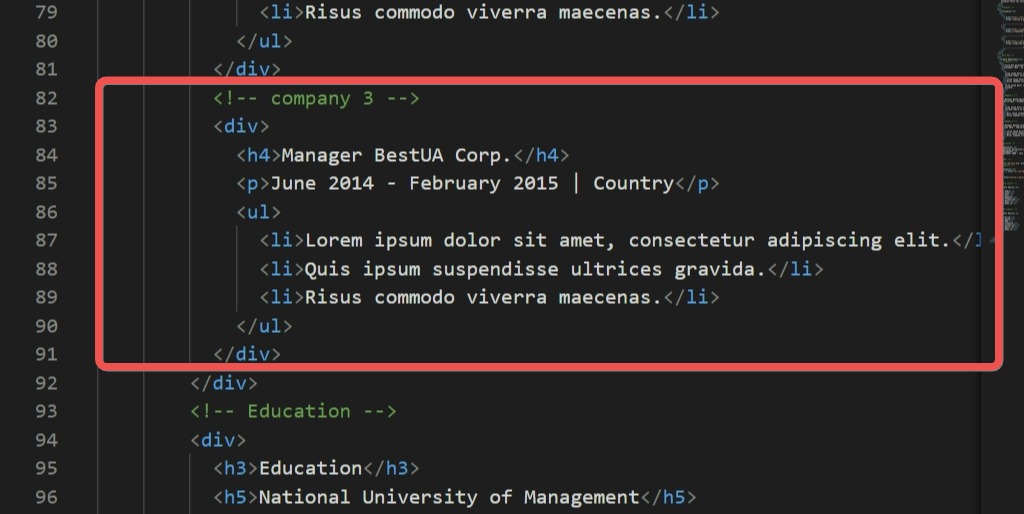 79 <li>Risus commodo viverra maecenas.</li>
80 </ul>
81 </div>
82 <!-- company 3 -->
83 <div>
84 <h4>Manager BestUA Corp.</h4>
85 <p>June 2014 - February 2015 | Country</p>
86 <ul>
87 <li>Lorem ipsum dolor sit amet, consectetur adipiscing elit.</l
88 <li>Quis ipsum suspendisse ultrices gravida.</li>
89 <li>Risus commodo viverra maecenas.</li>
90 </ul>
91 </div>
92 </div>
93 <!-- Education -->
94 <div>
95 <h3>Education</h3>
96 <h5>National University of Management</h5>